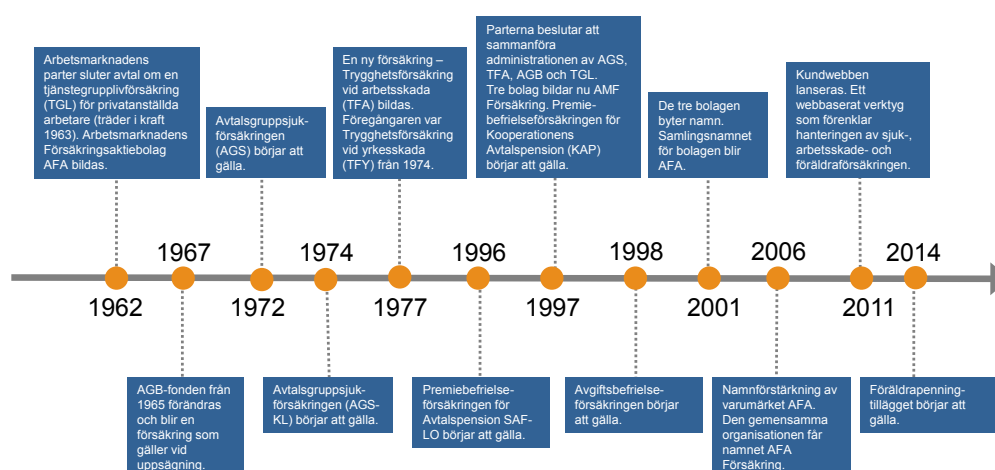 Arbetsmarknadens
parter sluter avtal om en
tjänstegrupplivförsäkring
(TGL) för privatanställda
arbetare (träder i kraft
1963). Arbetsmarknadens
Försäkringsaktiebolag
AFA bildas.
Avtalsgruppsjuk-
försäkringen
(AGS) börjar att
gälla.
En ny försäkring –
Trygghetsförsäkring
vid arbetsskada
(TFA) bildas.
Föregångaren var
Trygghetsförsäkring
vid yrkesskada
(TFY) från 1974.
Parterna beslutar att
sammanföra
administrationen av AGS,
TFA, AGB och TGL.
Tre bolag bildar nu AMF
Försäkring. Premie-
befrielseförsäkringen för
Kooperationens
Avtalspension (KAP)
börjar att gälla.
De tre bolagen
byter namn.
Samlingsnamnet
för bolagen blir
AFA.
Kundwebben
lanseras. Ett
webbaserat verktyg
som förenklar
hanteringen av sjuk-,
arbetsskade- och
föräldraförsäkringen.
1967
1974
1996
1998
2006
2014
1962
1972
1977
1997
2001
2011
AGB-fonden från
1965 förändras
och blir en
försäkring som
gäller vid
uppsägning.
Avtalsgruppsjuk-
försäkringen (AGS-
KL) börjar att gälla.
Premiebefrielse-
försäkringen för
Avtalspension SAF-
LO börjar att gälla.
Avgiftsbefrielse-
försäkringen börjar
att gälla.
Namnförstärkning av
varumärket AFA.
Den gemensamma
organisationen får
namnet AFA
Försäkring.
Föräldrapenning-
tillägget börjar att
gälla.